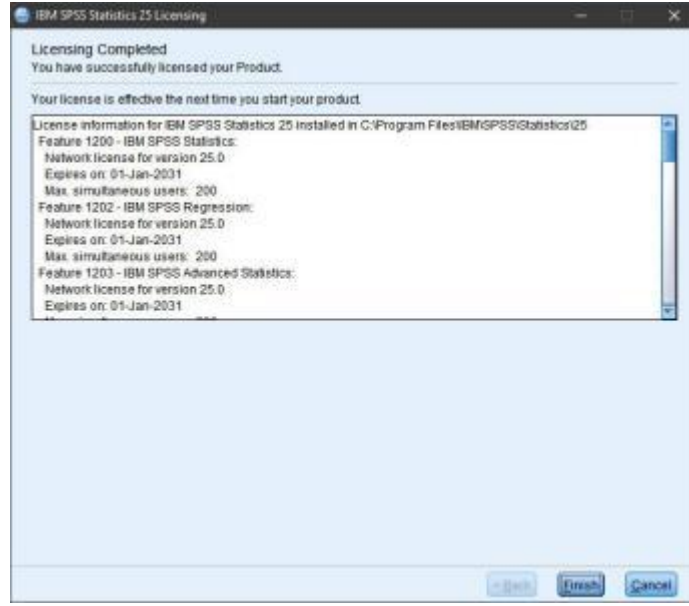 IBM SPSS Statistics 25 Licensing
Licensing Completed
You have successfully licensed your Product.
Your license is effective the next time you start your product.
License information for IBM SPSS Statistics 25 installed in C:\Program Files\IBM\SPSS\Statistics\25
Feature 1200 - IBM SPSS Statistics:
Network license for version 25.0
Expires on: 01-Jan-2031
Max. simultaneous users: 200
Feature 1202 - IBM SPSS Regression:
Network license for version 25.0
Expires on: 01-Jan-2031
Max. simultaneous users: 200
Feature 1203 - IBM SPSS Advanced Statistics:
Network license for version 25.0
Expires on: 01-Jan-2031
< Back Finish Cancel